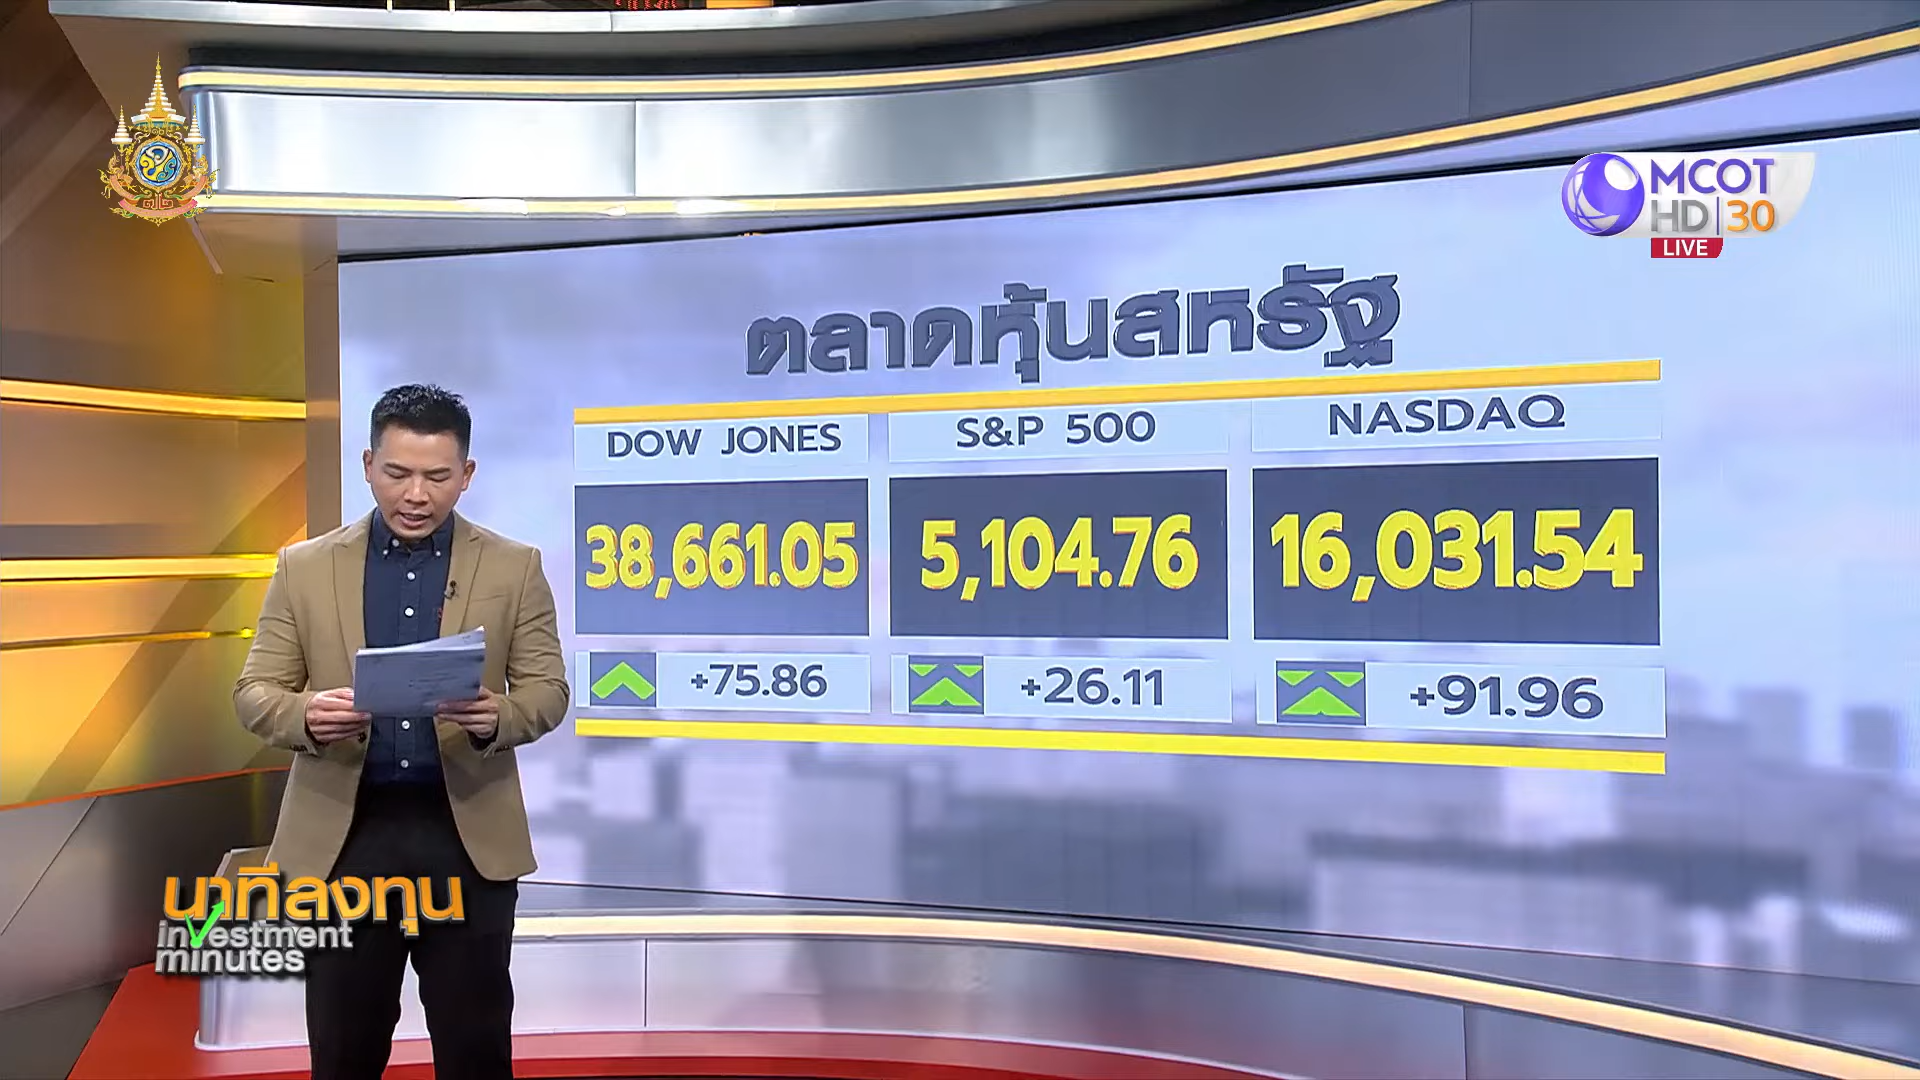 MCOT
HD 30
LIVE
ตลาดหุ้นสหรัฐ
DOW JONES
S&P 500
NASDAQ
38,661.05
5,104.76
16,031.54
+75.86
+26.11
+91.96
นาทีลงทุน
investment
minutes